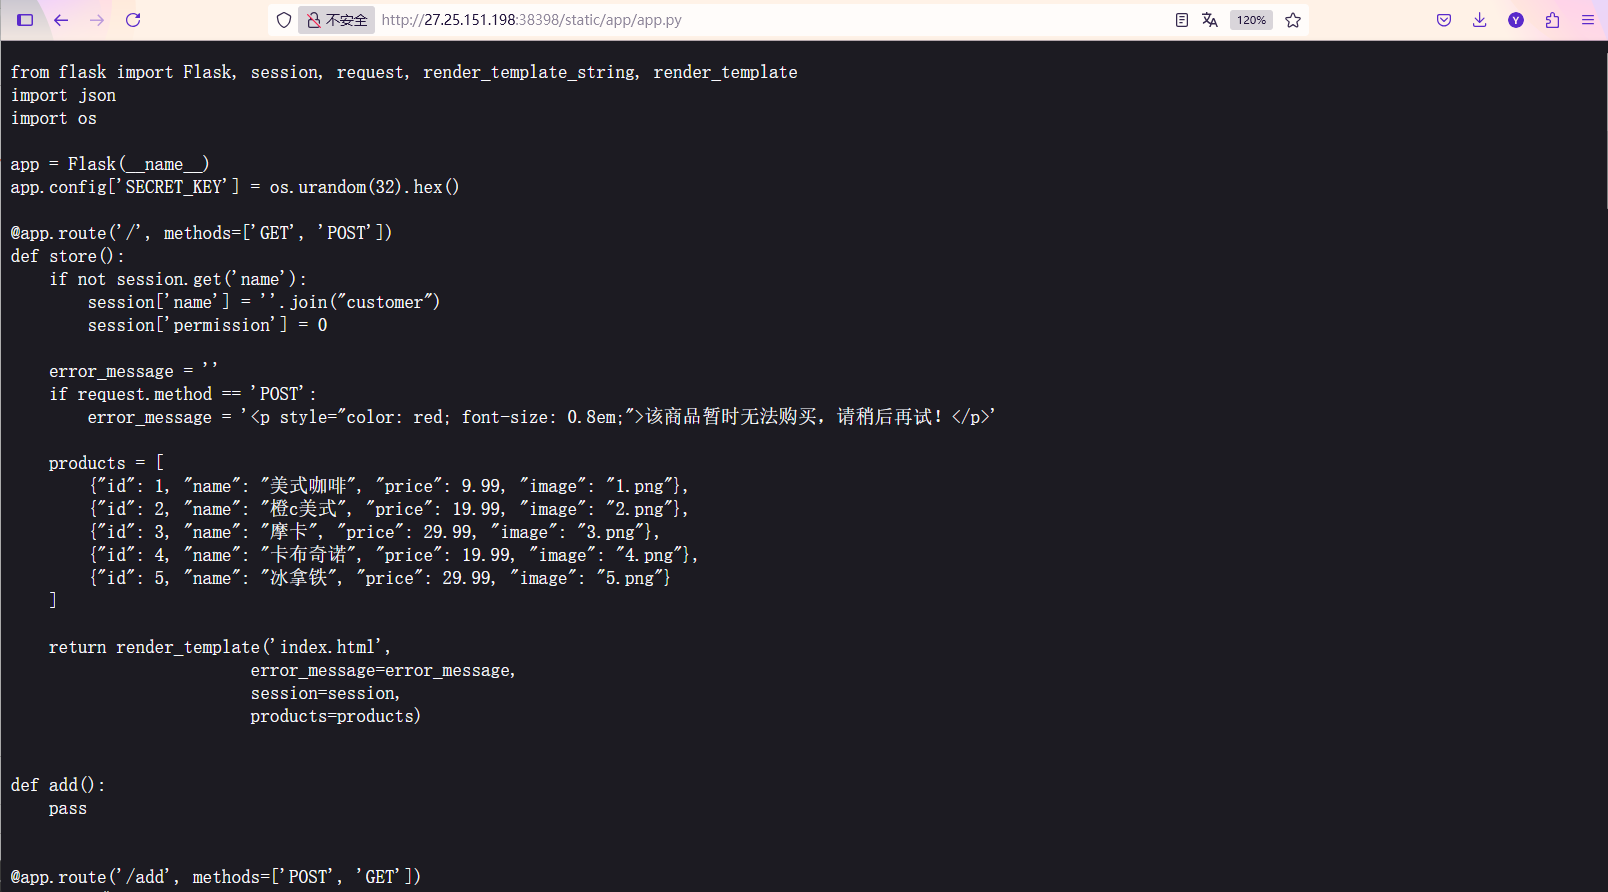 不安全 http://27.25.151.198:38398/static/app/app.py 120% Y
from flask import Flask, session, request, render_template_string, render_template
import json
import os
app = Flask(__name__)
app.config['SECRET_KEY'] = os.urandom(32).hex()
@app.route('/', methods=['GET', 'POST'])
def store():
    if not session.get('name'):
        session['name'] = ''.join("customer")
        session['permission'] = 0
    error_message = ''
    if request.method == 'POST':
        error_message = '<p style="color: red; font-size: 0.8em;">该商品暂时无法购买，请稍后再试！</p>'
    products = [
        {"id": 1, "name": "美式咖啡", "price": 9.99, "image": "1.png"},
        {"id": 2, "name": "橙c美式", "price": 19.99, "image": "2.png"},
        {"id": 3, "name": "摩卡", "price": 29.99, "image": "3.png"},
        {"id": 4, "name": "卡布奇诺", "price": 19.99, "image": "4.png"},
        {"id": 5, "name": "冰拿铁", "price": 29.99, "image": "5.png"}
    ]
    return render_template('index.html',
                         error_message=error_message,
                         session=session,
                         products=products)
def add():
    pass
@app.route('/add', methods=['POST', 'GET'])